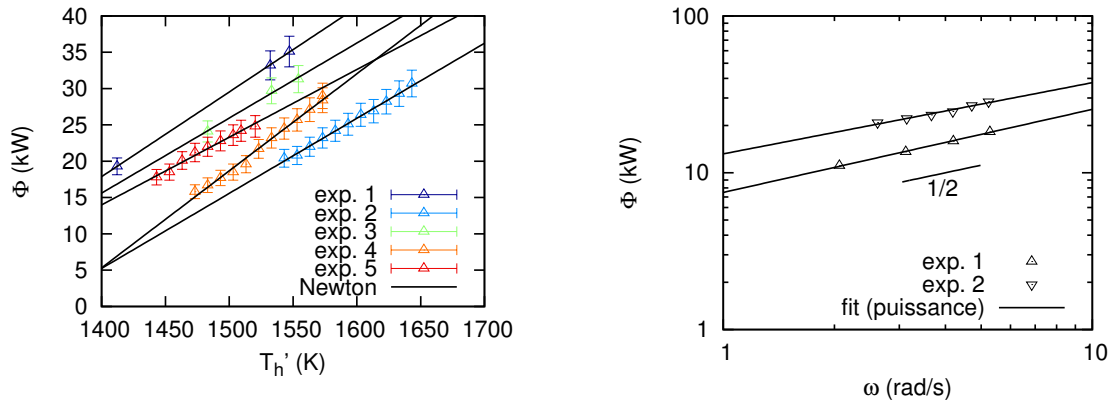 40
35
30
25
20
15
10
5
0
Φ (kW)
1400 1450 1500 1550 1600 1650 1700
T_h' (K)
exp. 1
exp. 2
exp. 3
exp. 4
exp. 5
Newton
100
10
1
Φ (kW)
1 10
ω (rad/s)
1/2
exp. 1
exp. 2
fit (puissance)